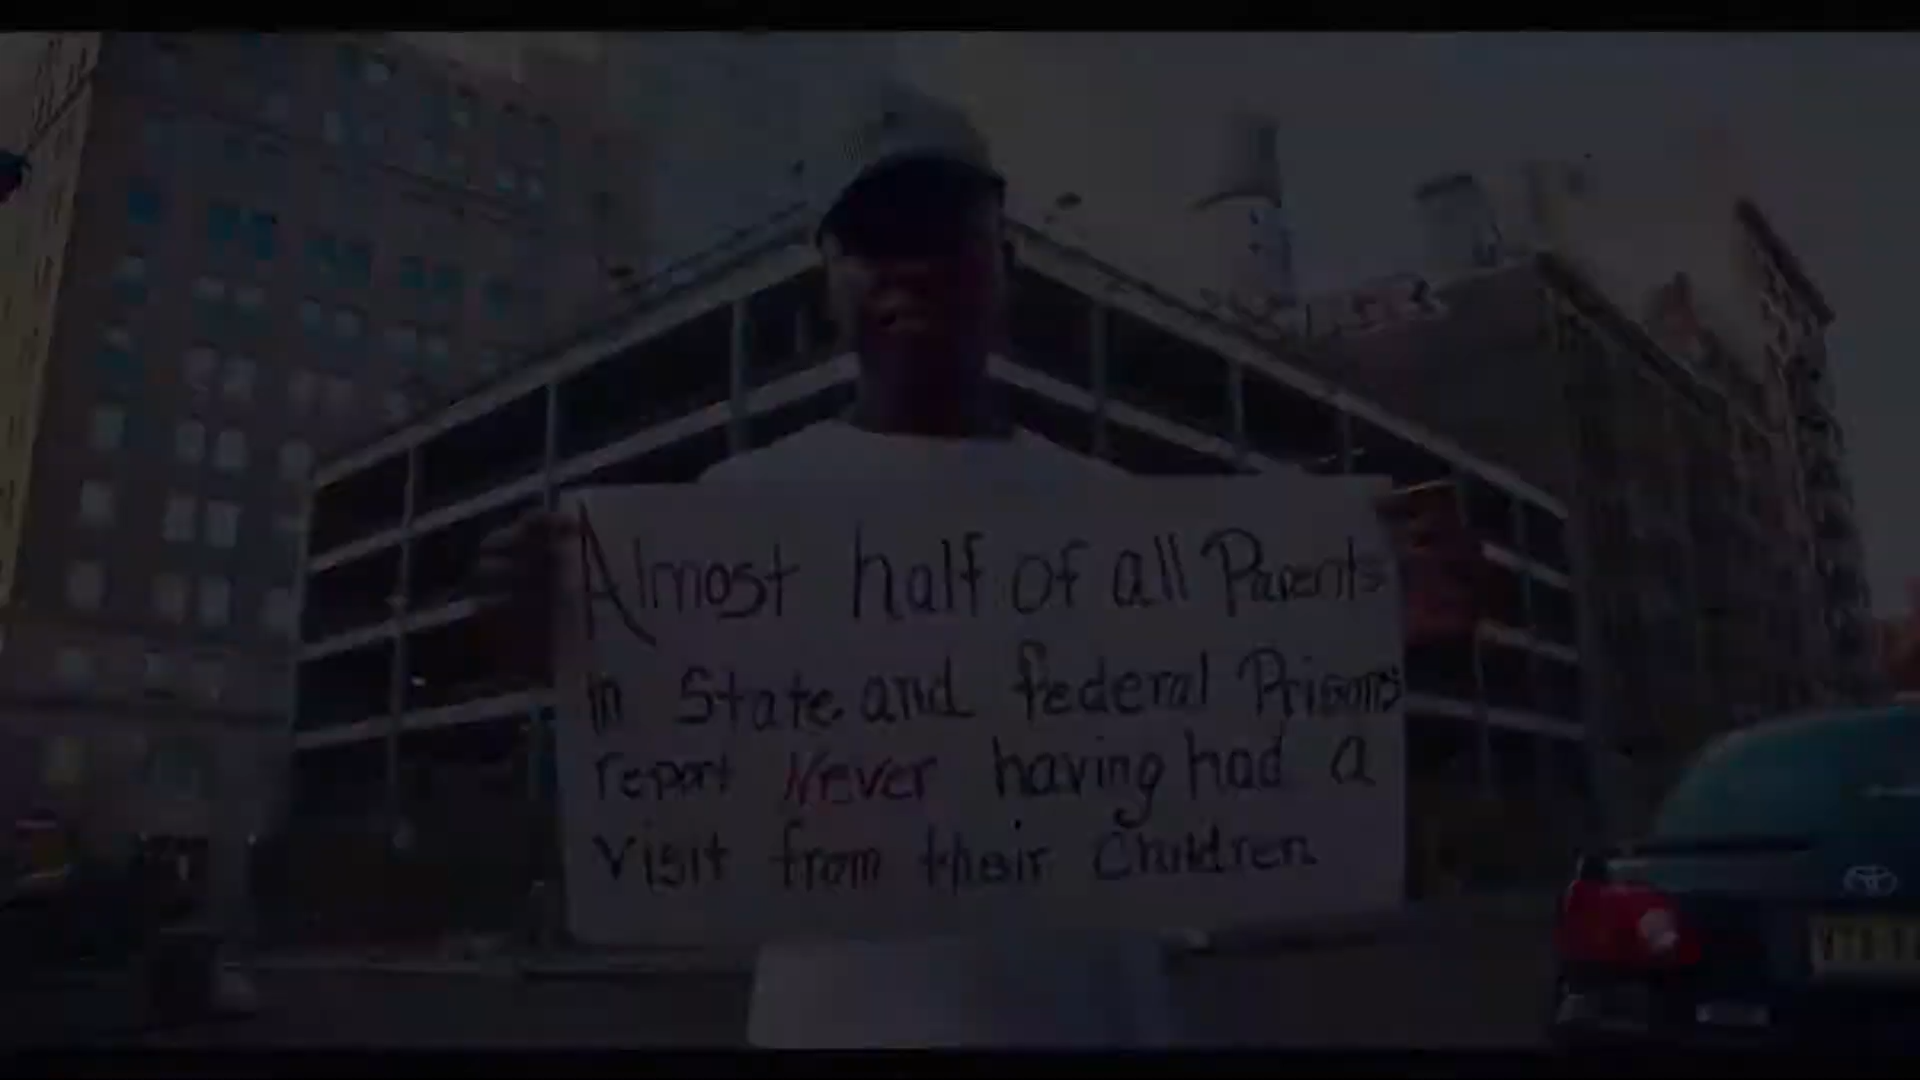 Almost half of all Parents
in State and federal Prisons
report Never having had a
visit from their Children